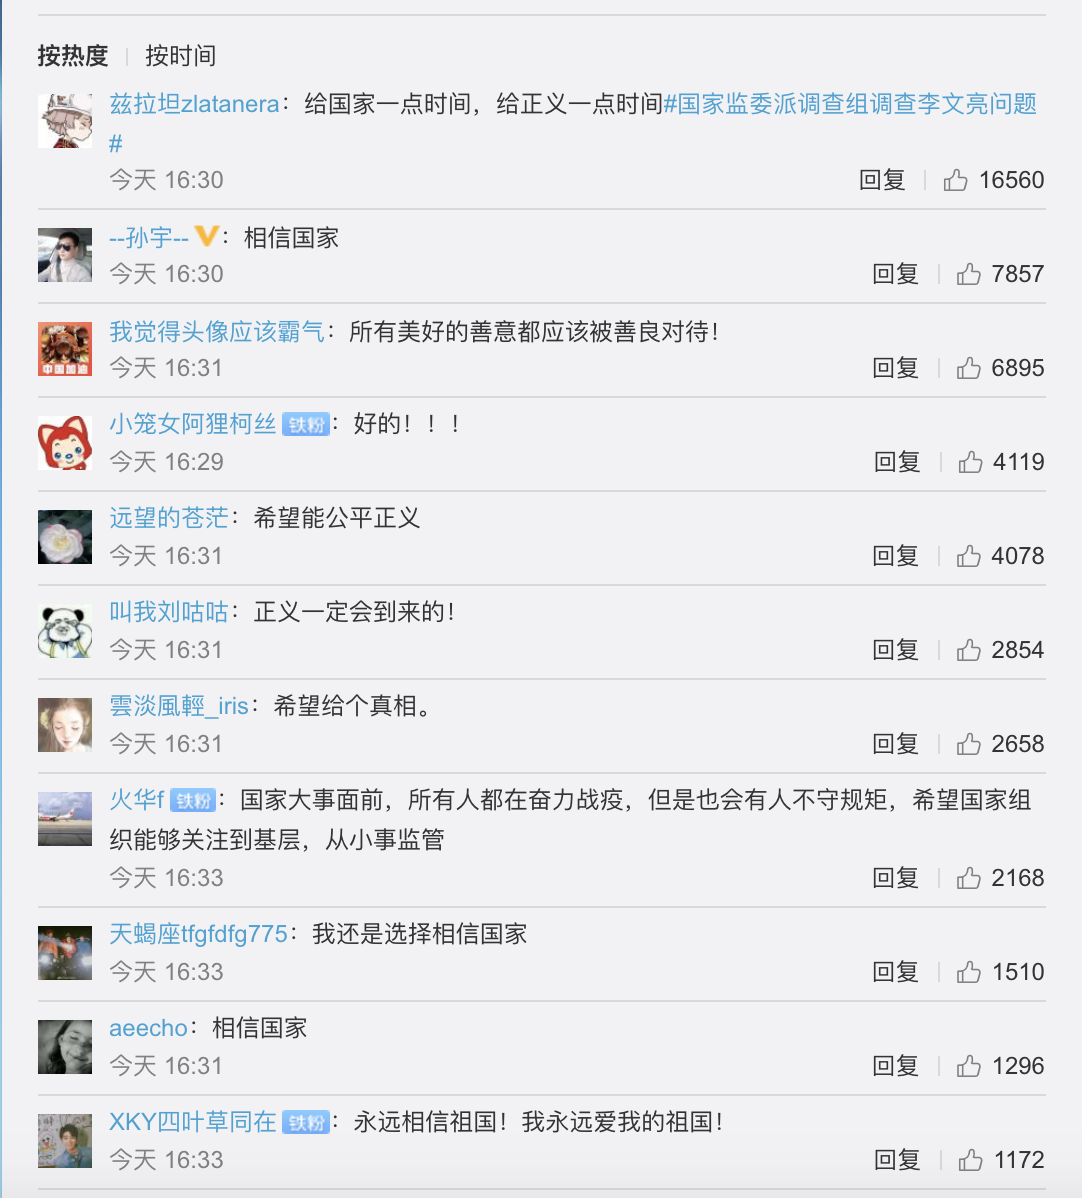 按热度 | 按时间
兹拉坦zlatanera：给国家一点时间，给正义一点时间#国家监委派调查组调查李文亮问题
#
今天 16:30 回复 | 16560
--孙宇-- V：相信国家
今天 16:30 回复 | 7857
我觉得头像应该霸气：所有美好的善意都应该被善良对待！
中国加油
今天 16:31 回复 | 6895
小笼女阿狸柯丝 铁粉：好的！！！
今天 16:29 回复 | 4119
远望的苍茫：希望能公平正义
今天 16:31 回复 | 4078
叫我刘咕咕：正义一定会到来的！
今天 16:31 回复 | 2854
雲淡風輕_iris：希望给个真相。
今天 16:31 回复 | 2658
火华f 铁粉：国家大事面前，所有人都在奋力战疫，但是也会有人不守规矩，希望国家组
织能够关注到基层，从小事监管
今天 16:33 回复 | 2168
天蝎座tfgfdfg775：我还是选择相信国家
今天 16:33 回复 | 1510
aeecho：相信国家
今天 16:31 回复 | 1296
XKY四叶草同在 铁粉：永远相信祖国！我永远爱我的祖国！
今天 16:33 回复 | 1172